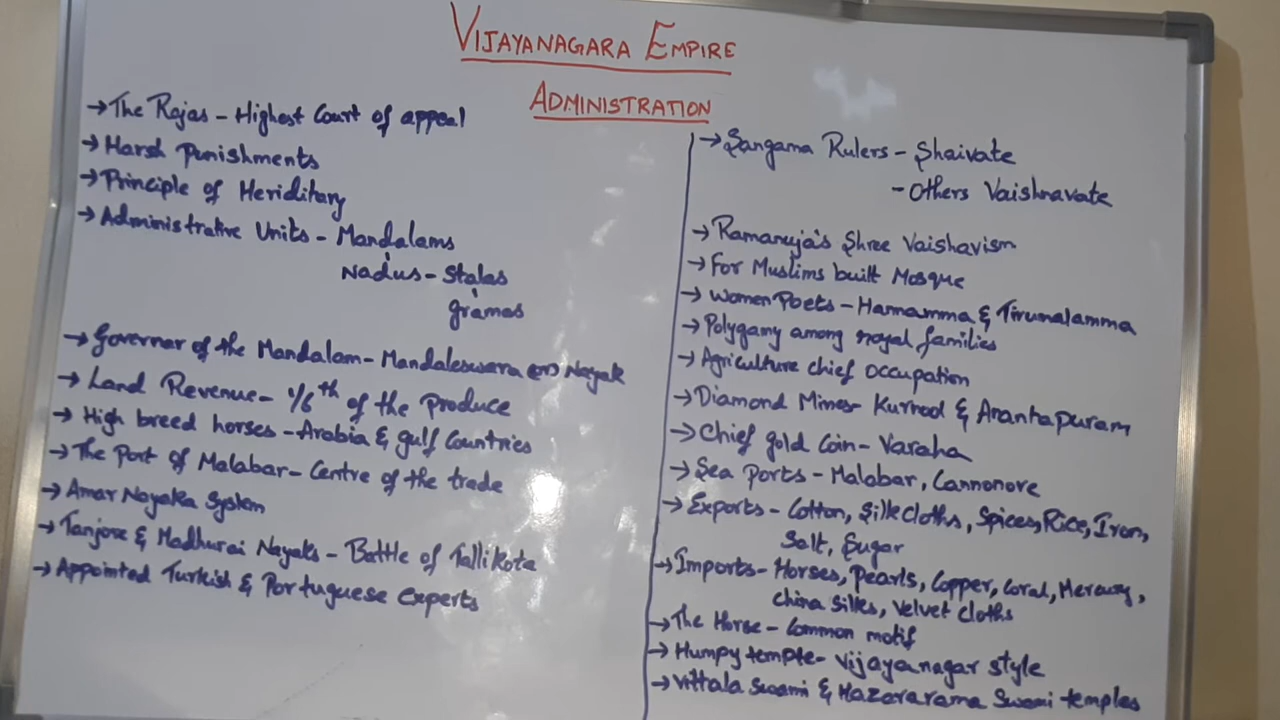 VIJAYANAGARA EMPIRE
ADMINISTRATION
→The Rajas - Highest Court of appeal
→Harsh Punishments
→Principle of Heriditary
→Administrative Units - Mandalams
Nadus - Stalas
gramas
→Governer of the Mandalam - Mandaleswara (or) Nayak
→Land Revenue - 1/6th of the Produce
→High breed horses - Arabia & gulf Countries
→The Port of Malabar - Centre of the trade
→Amar Nayaka System
→Tanjore & Madhurai Nayaks - Battle of Tallikota
→Appointed Turkish & Portuguese experts
→Sangama Rulers - Shaivate
- Others Vaishnavate
→Ramanuja's Shree Vaishavism
→For Muslims built Mosque
→Women Poets - Hannamma & Tirumalamma
→Polygany among royal families
→Agriculture chief occupation
→Diamond Mines - Kurnool & Anantapuram
→Chief gold Coin - Varaha
→Sea Ports - Malabar, Cannonore
→Exports - Cotton, Silk Cloths, Spices, Rice, Iron,
Salt, Sugar
→Imports - Horses, Pearls, Copper, Coral, Mercury,
China Silks, Velvet Cloths
→The Horse - Common motif
→Humpy temple - Vijayanagar style
→Vittala Swami & Hazararama Swami temples